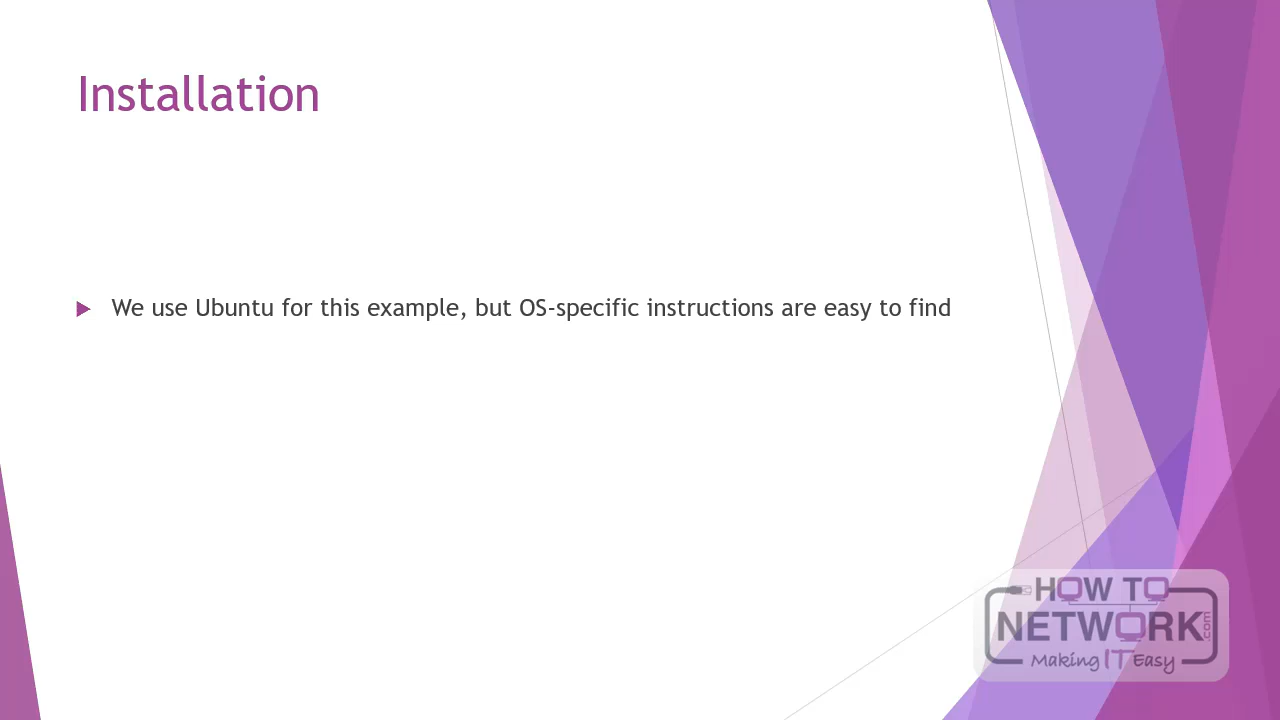 Installation
We use Ubuntu for this example, but OS-specific instructions are easy to find
HOW TO
NETWORK.com
Making IT Easy